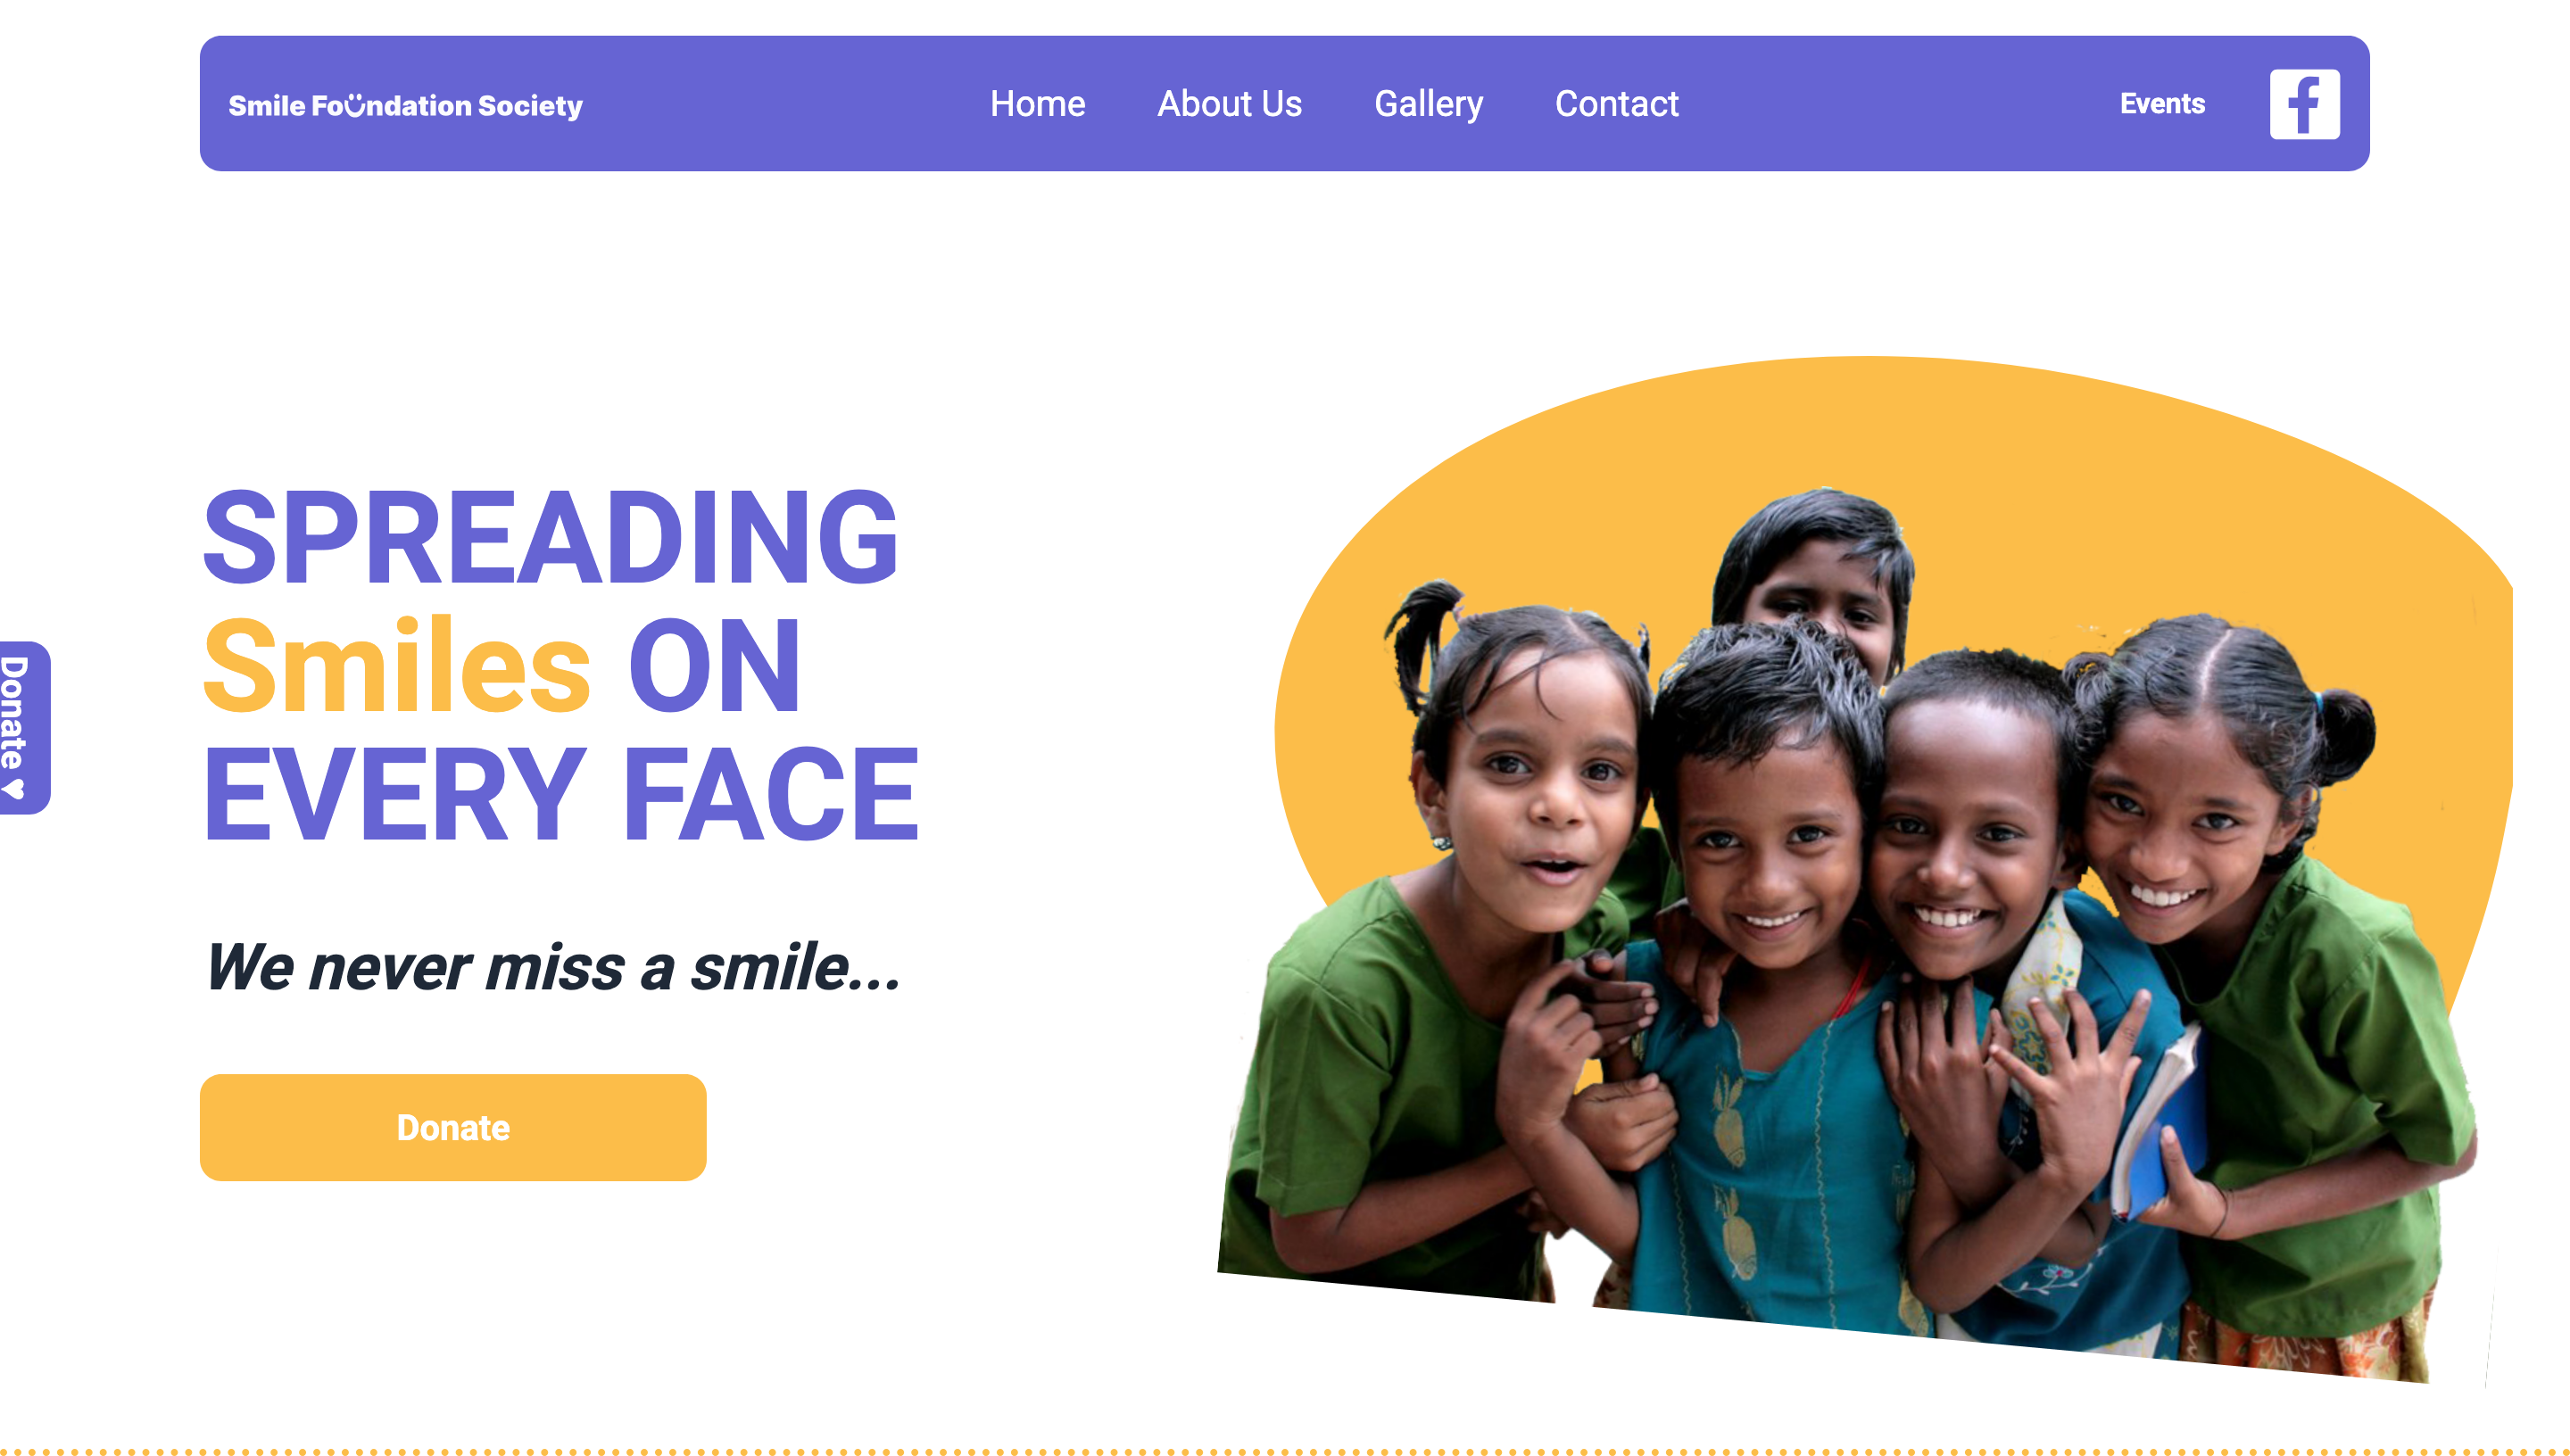 Smile Foundation Society
Home
About Us
Gallery
Contact
Events
SPREADING
Smiles ON
EVERY FACE
We never miss a smile...
Donate
Donate